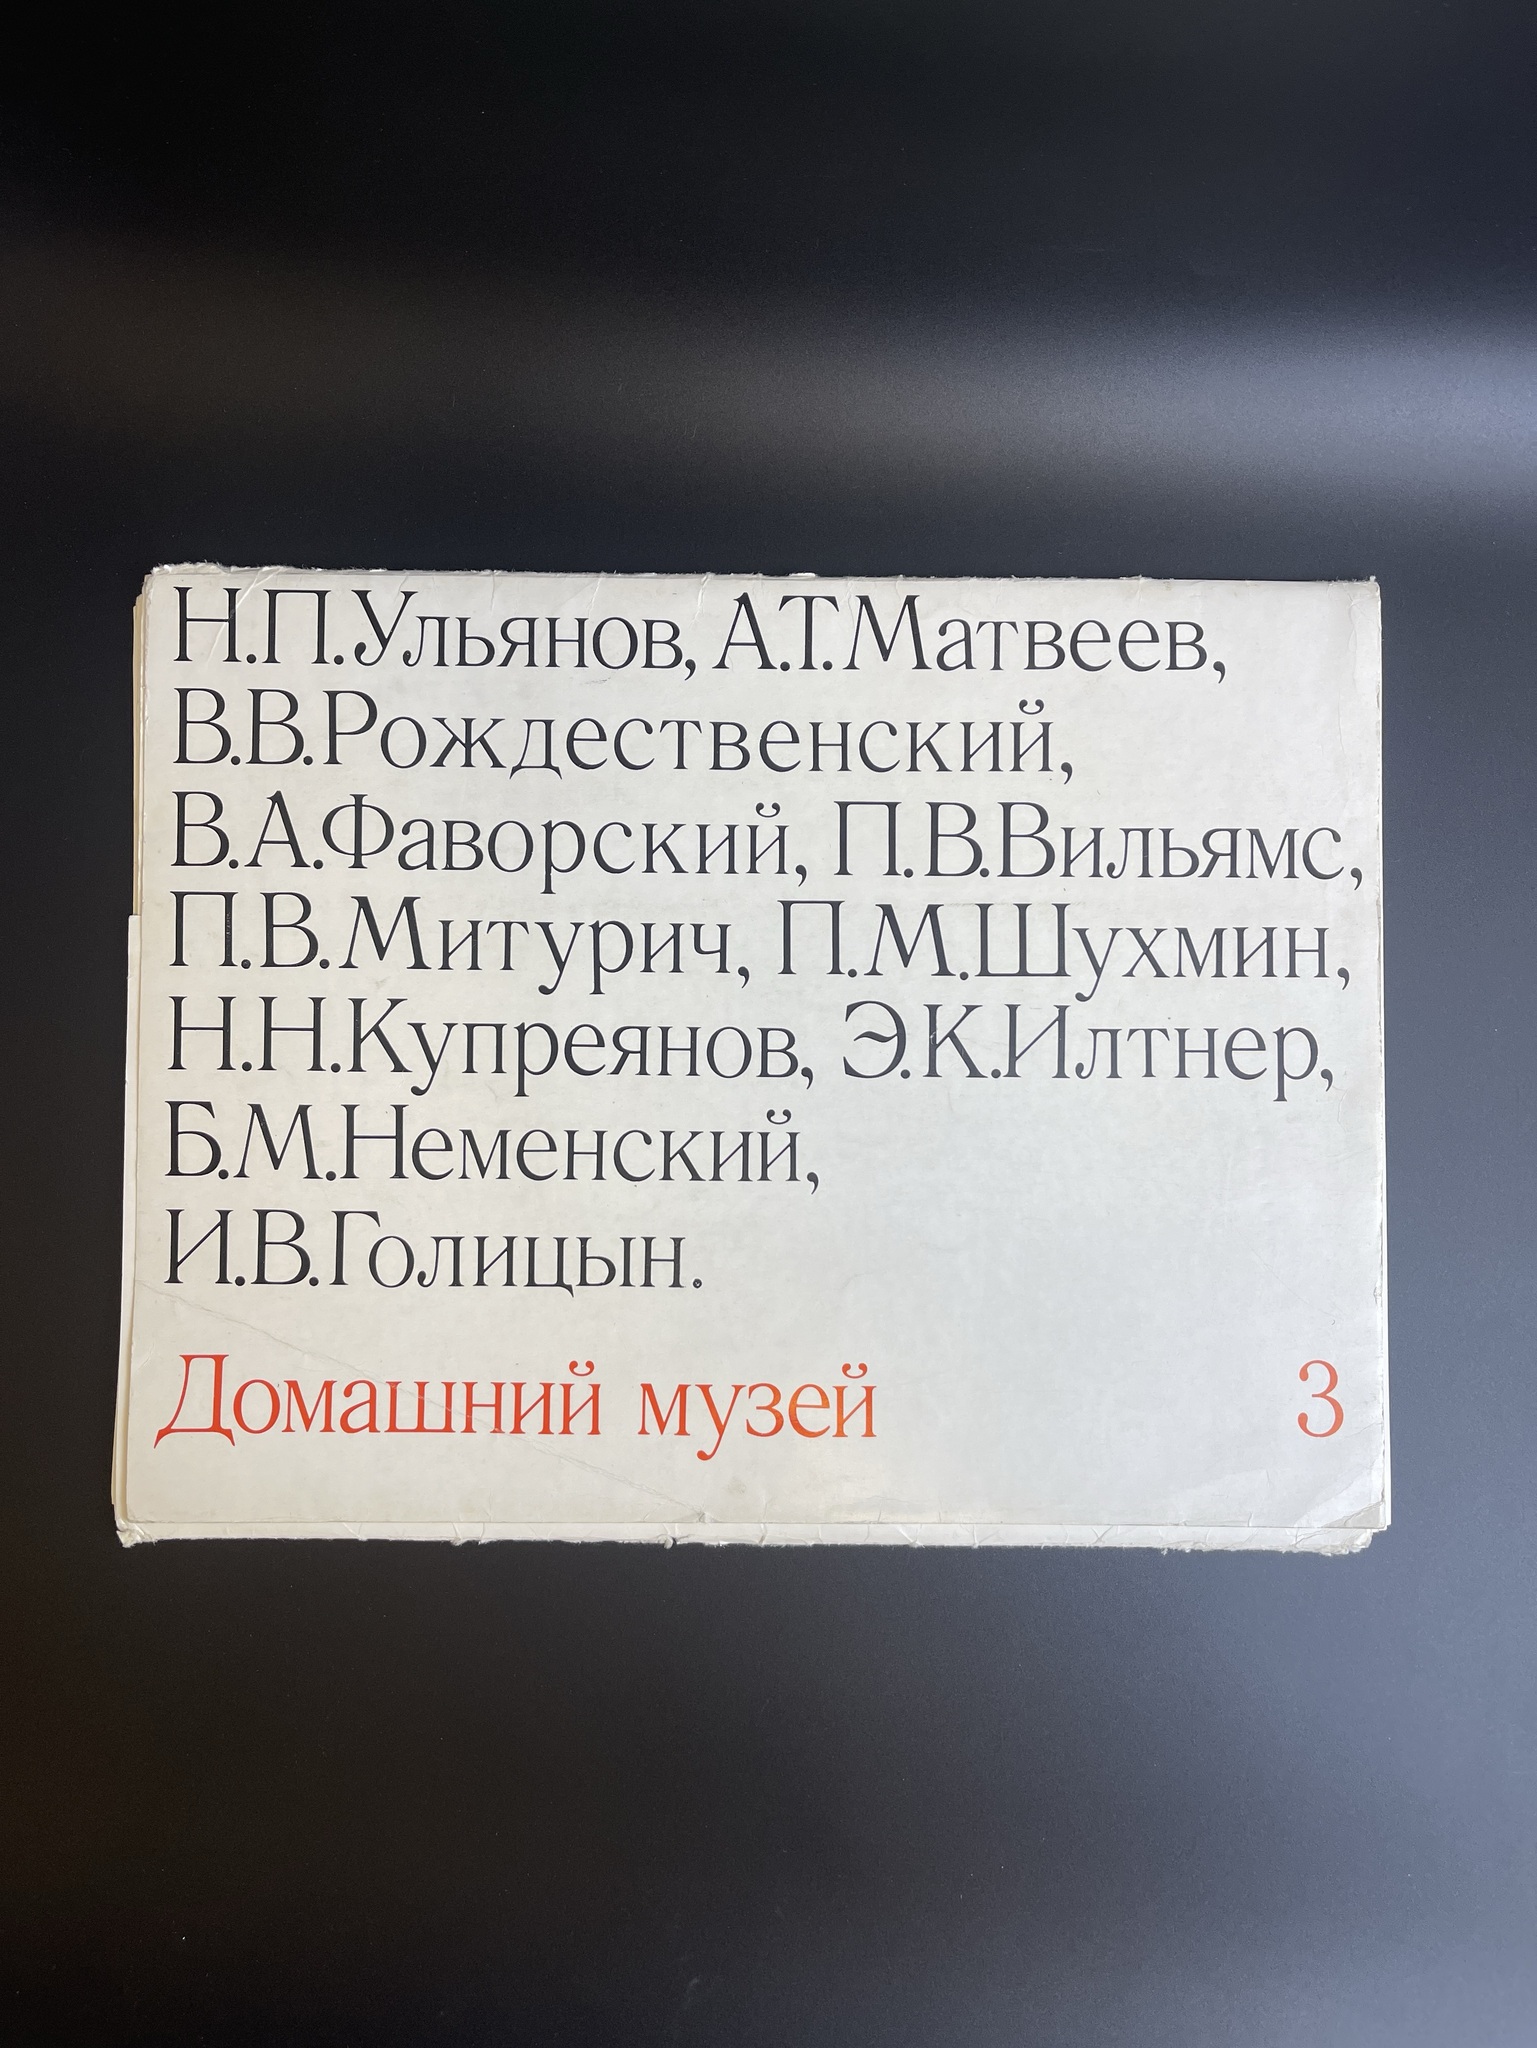 Н.П.Ульянов, А.Т.Матвеев,
В.В.Рождественский,
В.А.Фаворский, П.В.Вильямс,
П.В.Митурич, П.М.Шухмин,
Н.Н.Купреянов, Э.К.Илтнер,
Б.М.Неменский,
И.В.Голицын.
Домашний музей 3